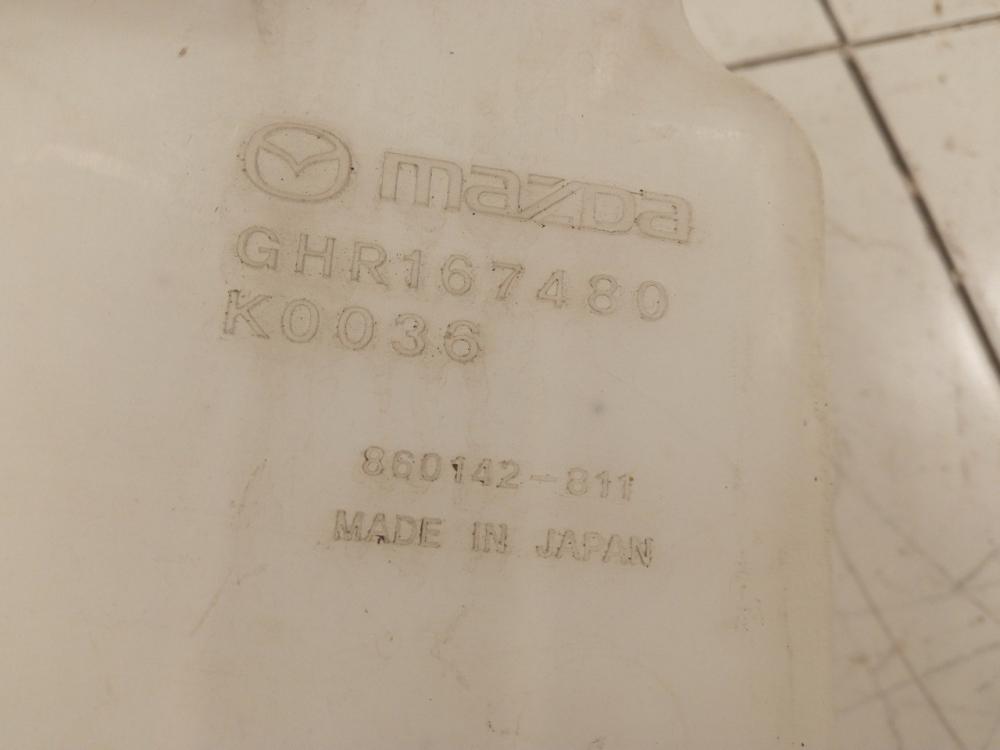 mazda
GHR167480
K0036
860142-811
MADE IN JAPAN